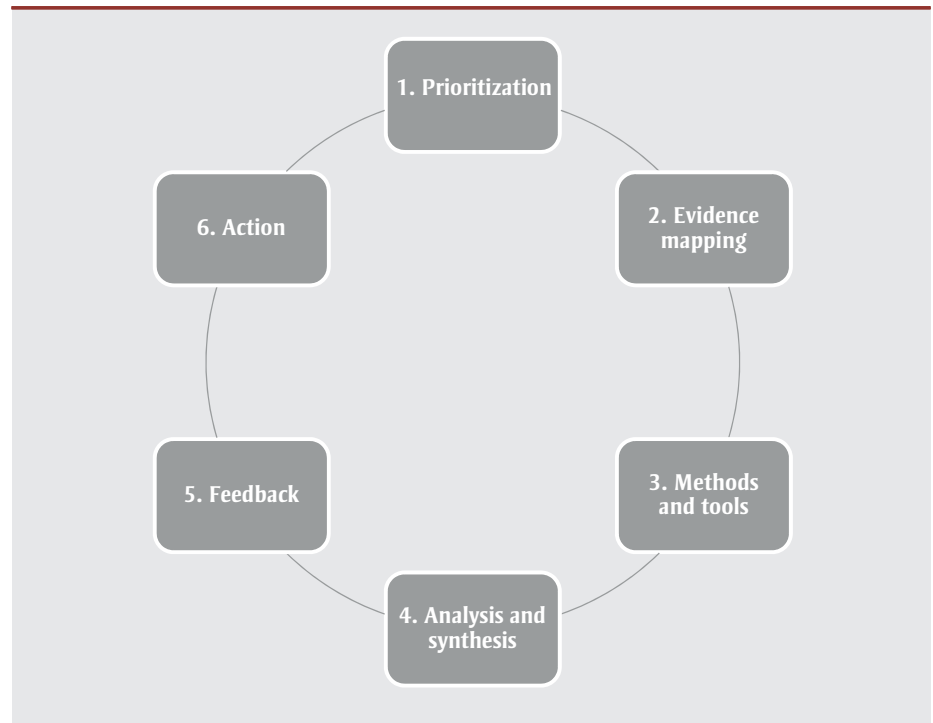 1. Prioritization
2. Evidence
mapping
3. Methods
and tools
4. Analysis and
synthesis
5. Feedback
6. Action